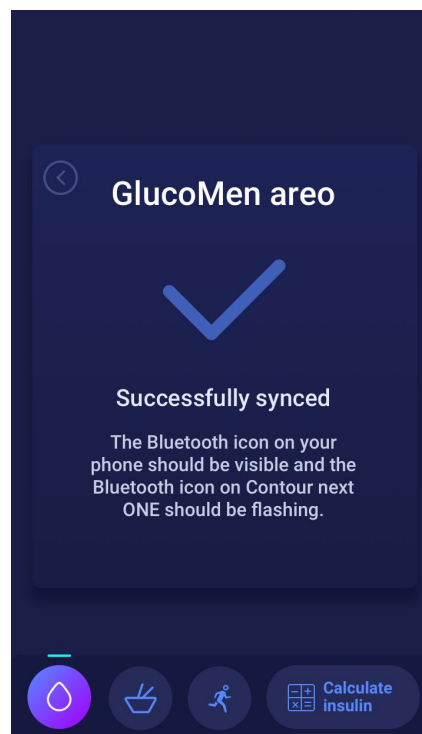 GlucoMen areo
Successfully synced
The Bluetooth icon on your
phone should be visible and the
Bluetooth icon on Contour next
ONE should be flashing.
Calculate
insulin